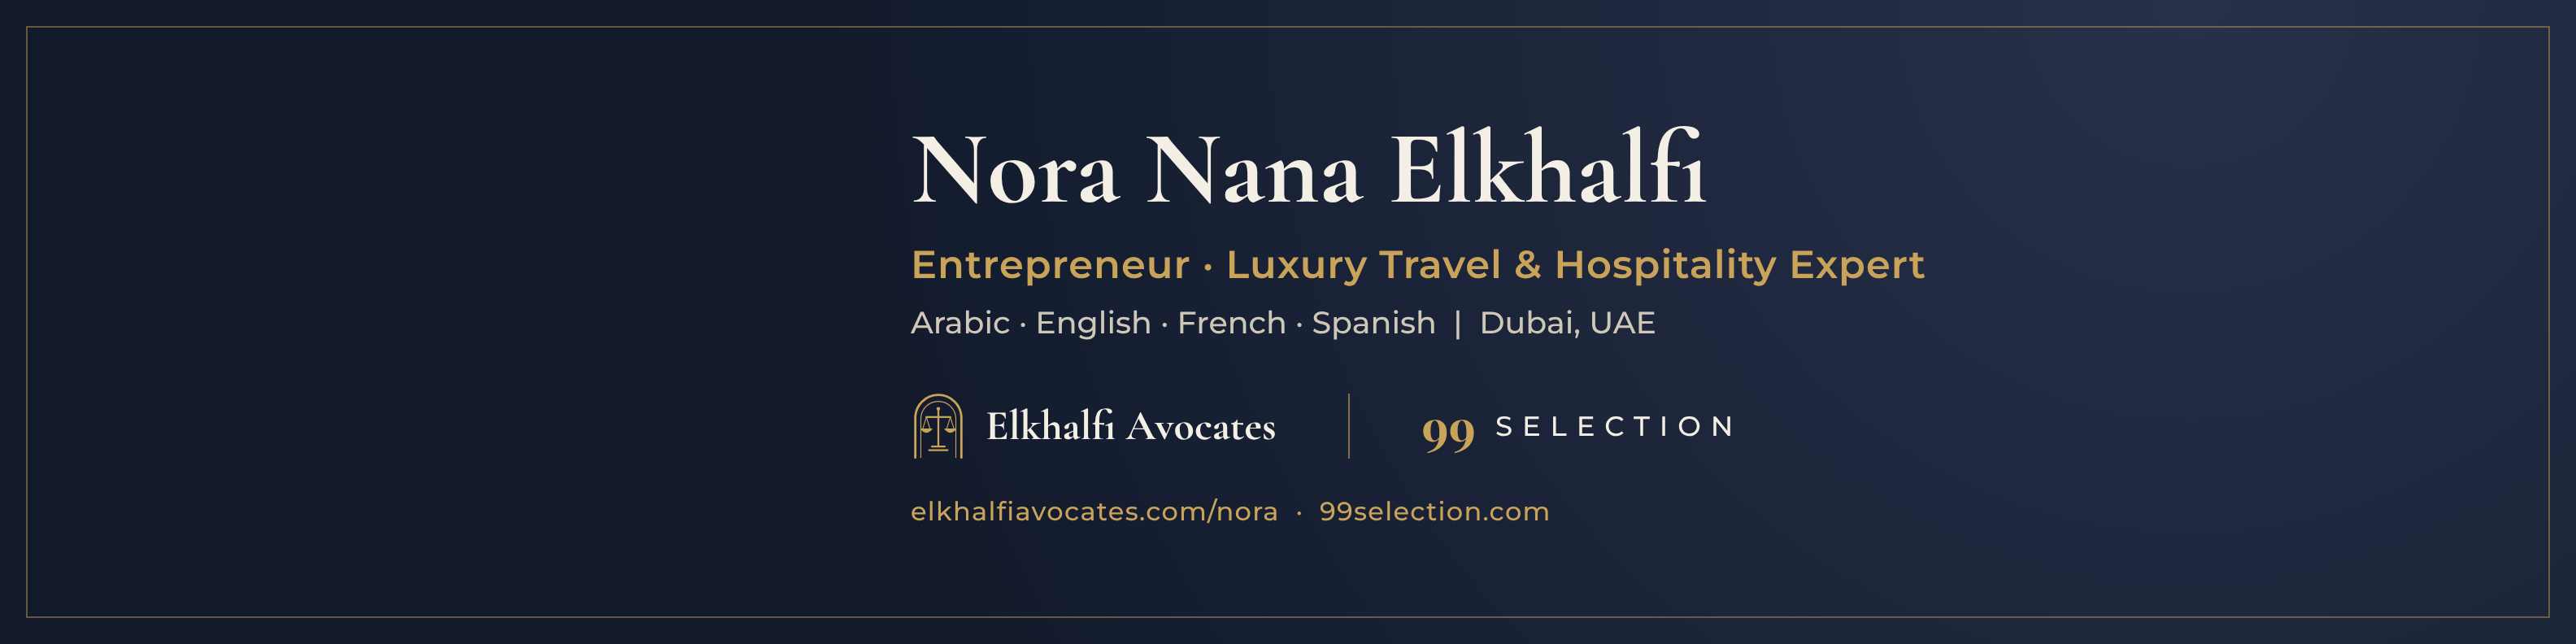 Nora Nana Elkhalfi
Entrepreneur · Luxury Travel & Hospitality Expert
Arabic · English · French · Spanish | Dubai, UAE
Elkhalfi Avocates | 99 SELECTION
elkhalfiavocates.com/nora · 99selection.com